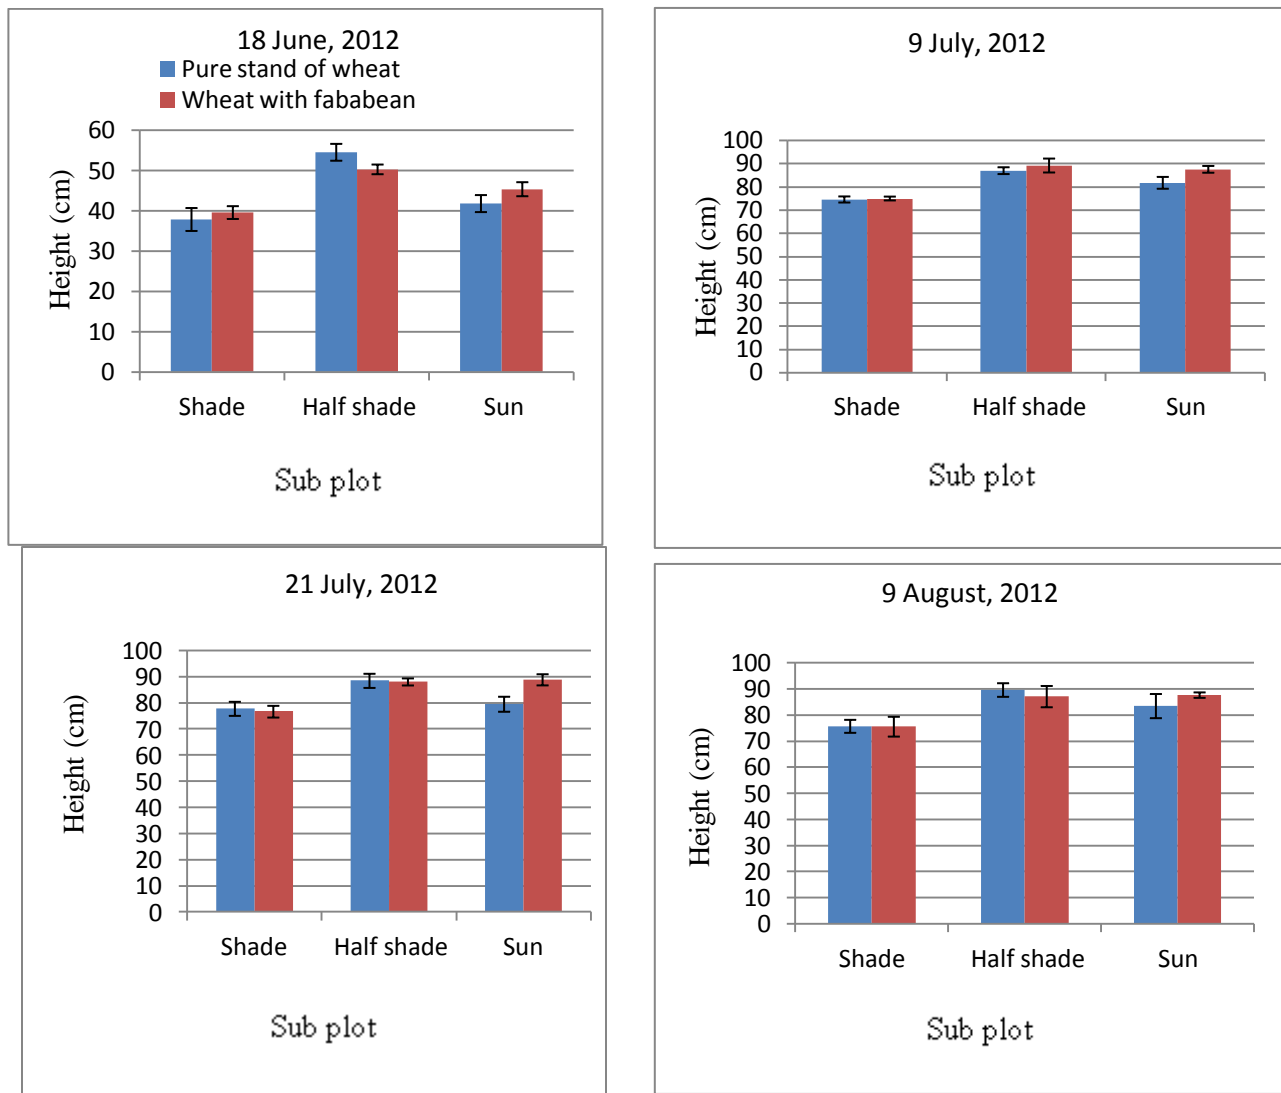 18 June, 2012
Pure stand of wheat
Wheat with fababean
Height (cm)
60
50
40
30
20
10
0
Shade Half shade Sun
Sub plot
9 July, 2012
Height (cm)
100
90
80
70
60
50
40
30
20
10
0
Shade Half shade Sun
Sub plot
21 July, 2012
Height (cm)
100
90
80
70
60
50
40
30
20
10
0
Shade Half shade Sun
Sub plot
9 August, 2012
Height (cm)
100
90
80
70
60
50
40
30
20
10
0
Shade Half shade Sun
Sub plot